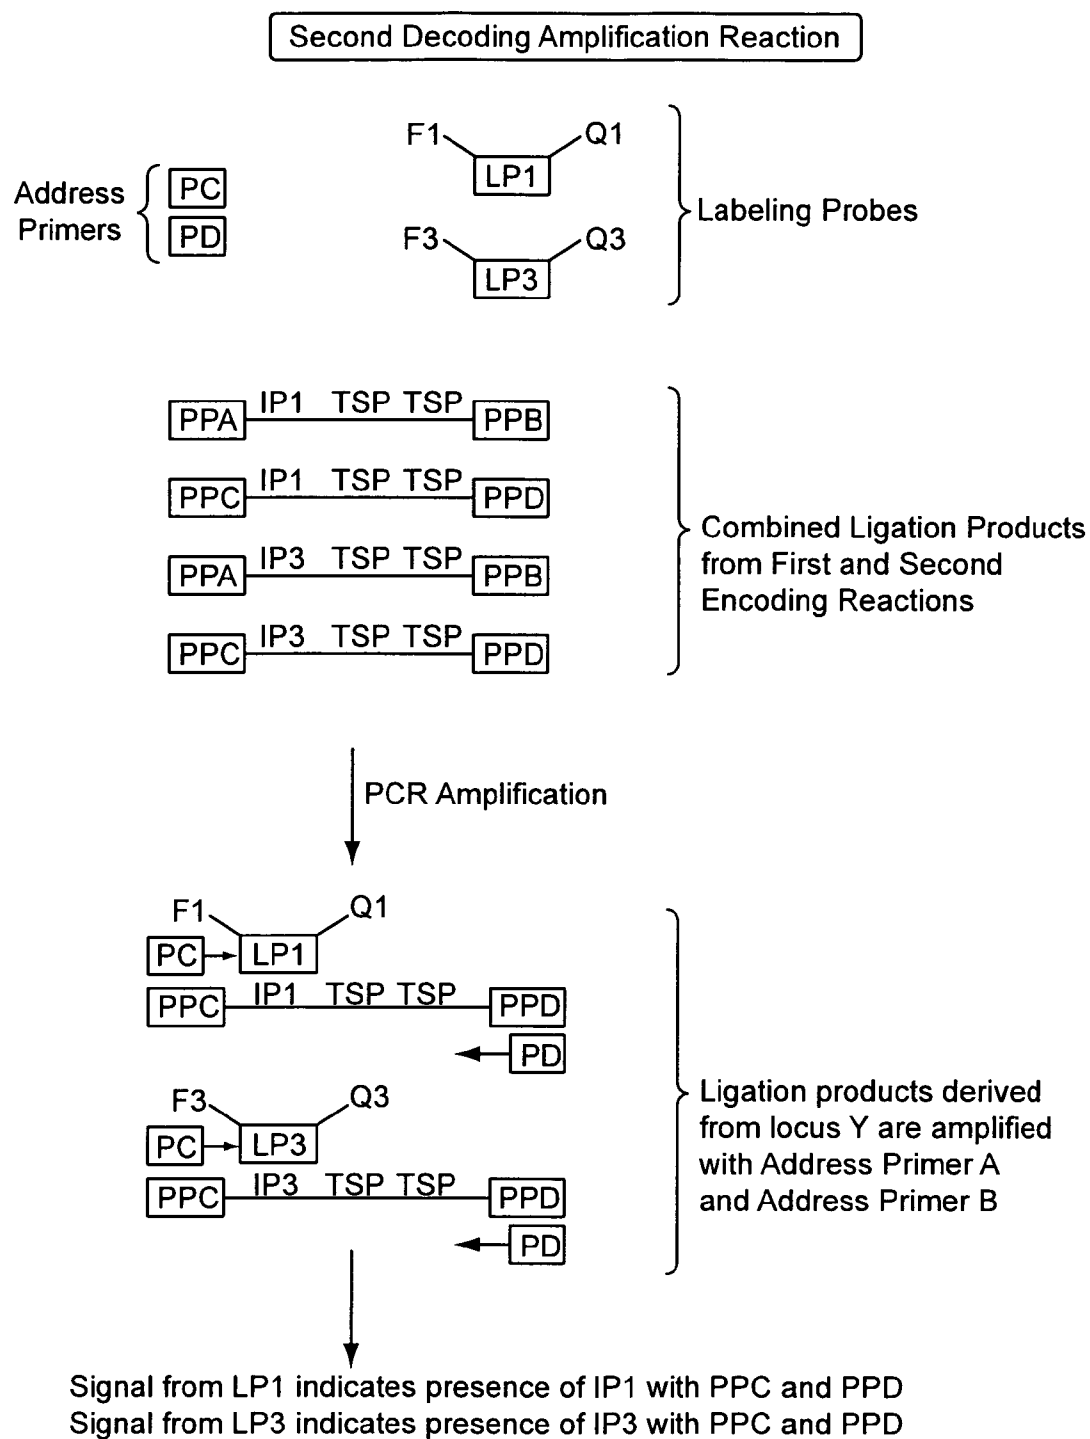 Second Decoding Amplification Reaction
Address
Primers
PC
PD
F1
Q1
LP1
F3
Q3
LP3
Labeling Probes
PPA IP1 TSP TSP PPB
PPC IP1 TSP TSP PPD
PPA IP3 TSP TSP PPB
PPC IP3 TSP TSP PPD
Combined Ligation Products
from First and Second
Encoding Reactions
PCR Amplification
F1 Q1
PC LP1
PPC IP1 TSP TSP PPD
PD
F3 Q3
PC LP3
PPC IP3 TSP TSP PPD
PD
Ligation products derived
from locus Y are amplified
with Address Primer A
and Address Primer B
Signal from LP1 indicates presence of IP1 with PPC and PPD
Signal from LP3 indicates presence of IP3 with PPC and PPD